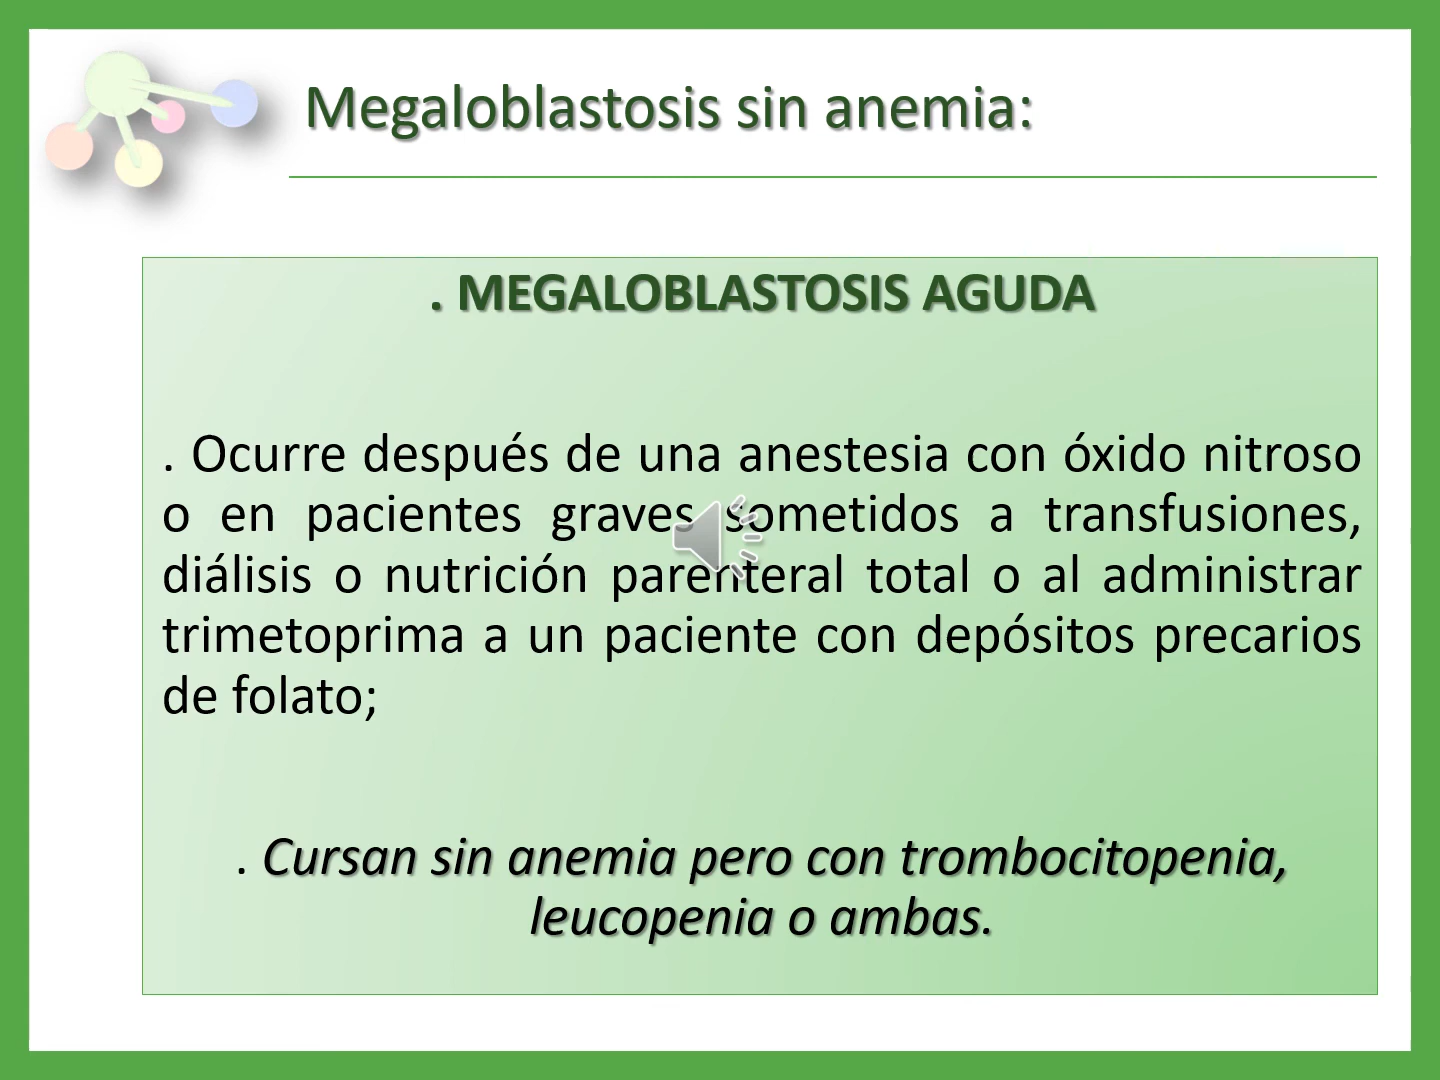 Megaloblastosis sin anemia:
. MEGALOBLASTOSIS AGUDA
. Ocurre después de una anestesia con óxido nitroso
o en pacientes graves sometidos a transfusiones,
diálisis o nutrición parenteral total o al administrar
trimetoprima a un paciente con depósitos precarios
de folato;
. Cursan sin anemia pero con trombocitopenia,
leucopenia o ambas.